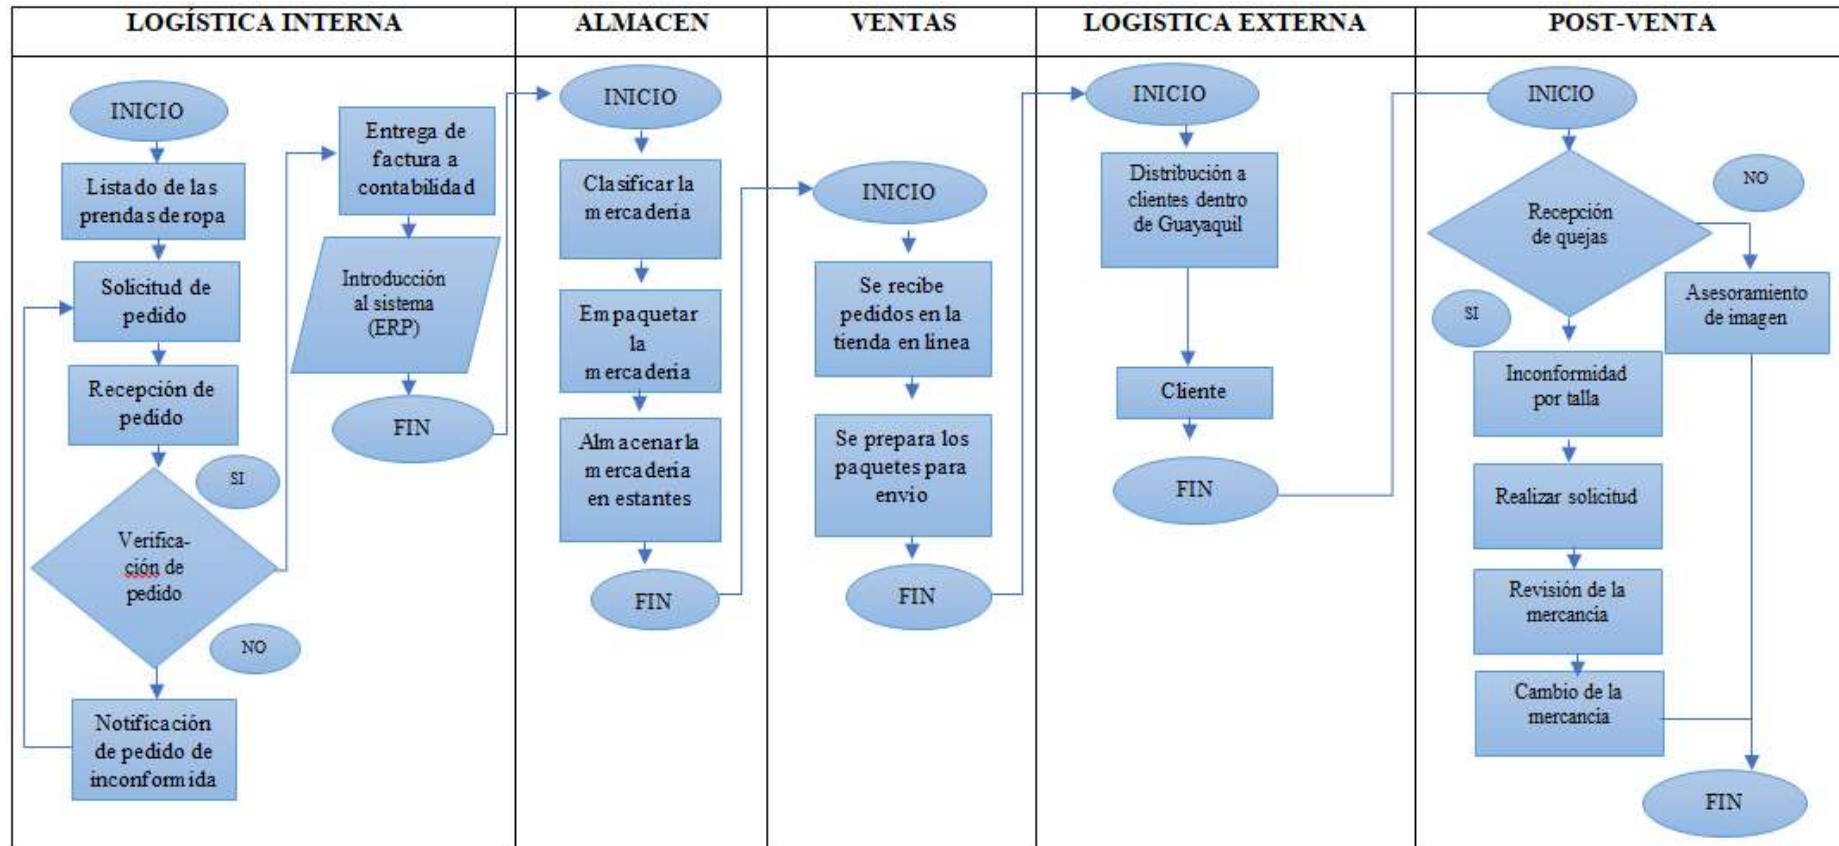 LOGÍSTICA INTERNA
ALMACEN
VENTAS
LOGISTICA EXTERNA
POST-VENTA
INICIO
Listado de las
prendas de ropa
Solicitud de
pedido
Recepción de
pedido
SI
Verifica-
ción de
pedido
NO
Notificación
de pedido de
inconformida
Entrega de
factura a
contabilidad
Introducción
al sistema
(ERP)
FIN
INICIO
Clasificar la
mercadería
Empaquetar
la
mercadería
Almacenar la
mercadería
en estantes
FIN
INICIO
Se recibe
pedidos en la
tienda en línea
Se prepara los
paquetes para
envío
FIN
INICIO
Distribución a
clientes dentro
de Guayaquil
Cliente
FIN
INICIO
Recepción
de quejas
NO
Asesoramiento
de imagen
SI
Inconformidad
por talla
Realizar solicitud
Revisión de la
mercancía
Cambio de la
mercancía
FIN